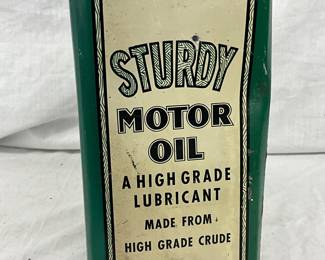 STURDY
MOTOR
OIL
A HIGH GRADE
LUBRICANT
MADE FROM
HIGH GRADE CRUDE